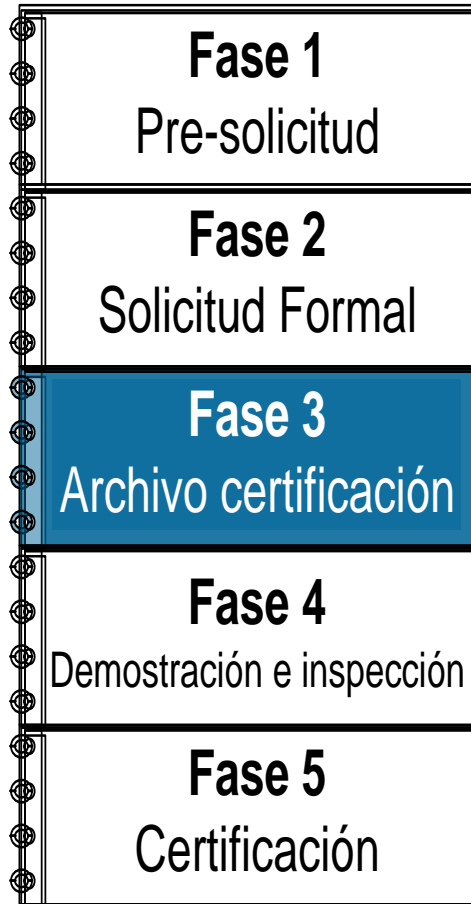 Fase 1
Pre-solicitud
Fase 2
Solicitud Formal
Fase 3
Archivo certificación
Fase 4
Demostración e inspección
Fase 5
Certificación